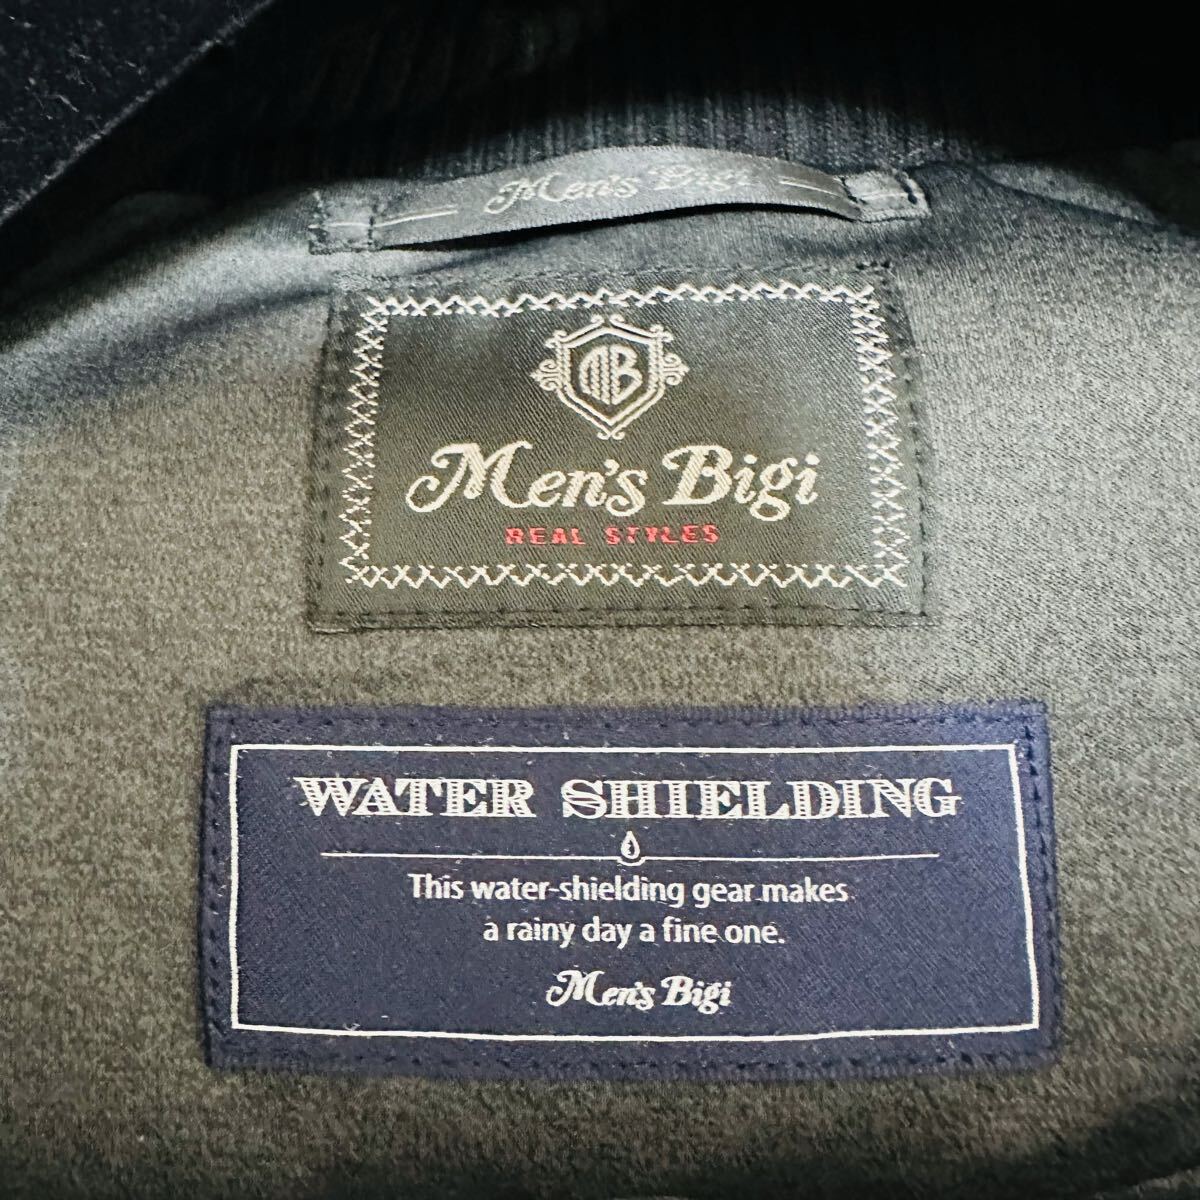 Men's Bigi
MB
Men's Bigi
REAL STYLES
WATER SHIELDING
This water-shielding gear makes
a rainy day a fine one.
Men's Bigi